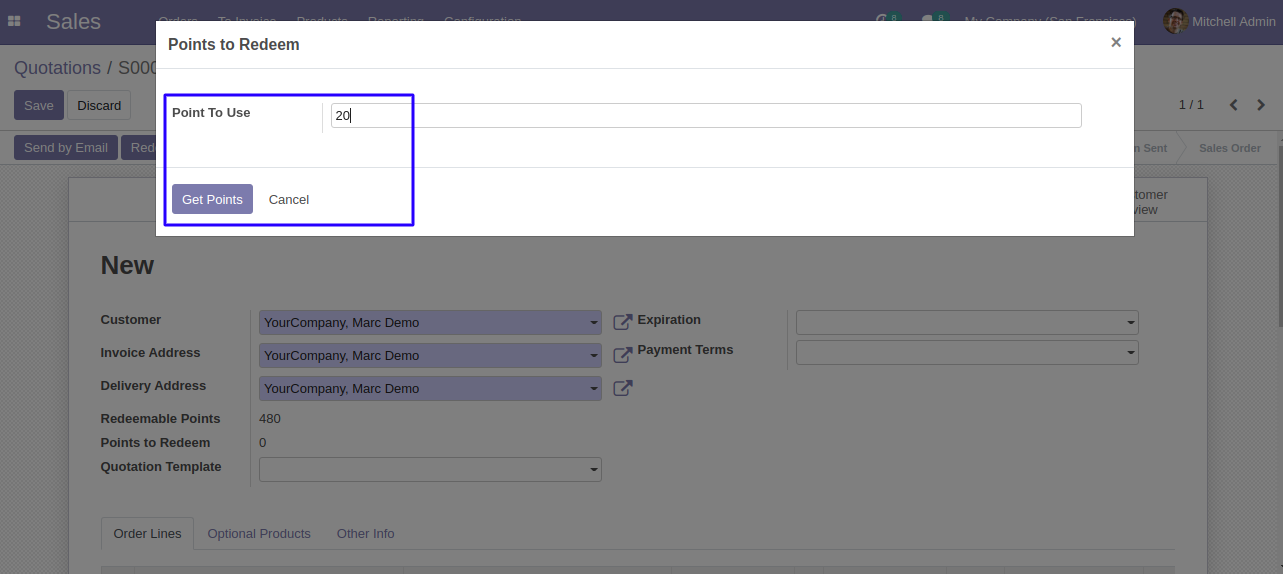 Sales Orders To Invoice Products Reporting Configuration 8 8 My Company (San Francisco) Mitchell Admin
Points to Redeem ×
Quotations / S000
Save Discard 1 / 1
Point To Use 20
Send by Email n Sent Sales Order
Get Points Cancel
tomer
view
New
Customer YourCompany, Marc Demo Expiration
Invoice Address YourCompany, Marc Demo Payment Terms
Delivery Address YourCompany, Marc Demo
Redeemable Points 480
Points to Redeem 0
Quotation Template
Order Lines Optional Products Other Info